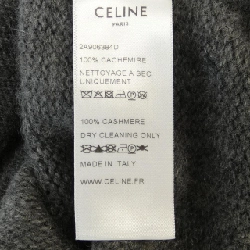 CELINE
PARIS
100% CACHEMIRE
NETTOYAGE A SEC
UNIQUEMENT
100% CASHMERE
DRY CLEANING ONLY
MADE IN ITALY
WWW.CELINE.FR